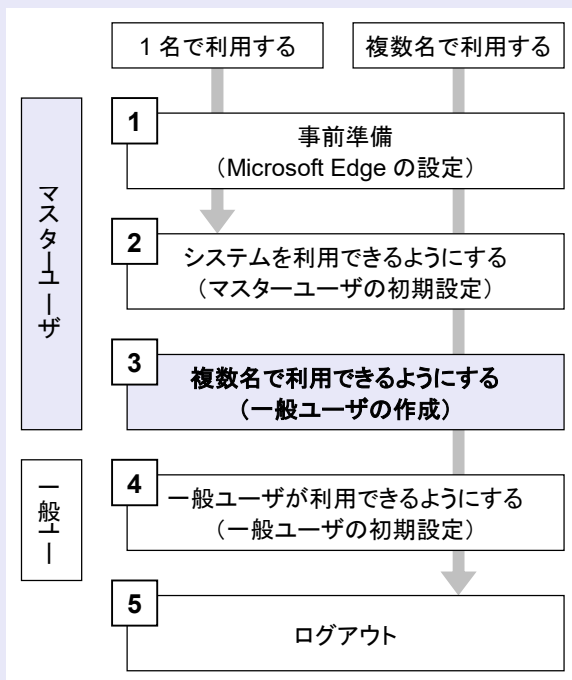 1 名で利用する
複数名で利用する
マスターユーザ
1
事前準備
（Microsoft Edge の設定）
2
システムを利用できるようにする
（マスターユーザの初期設定）
3
複数名で利用できるようにする
（一般ユーザの作成）
一般ユー
4
一般ユーザが利用できるようにする
（一般ユーザの初期設定）
5
ログアウト